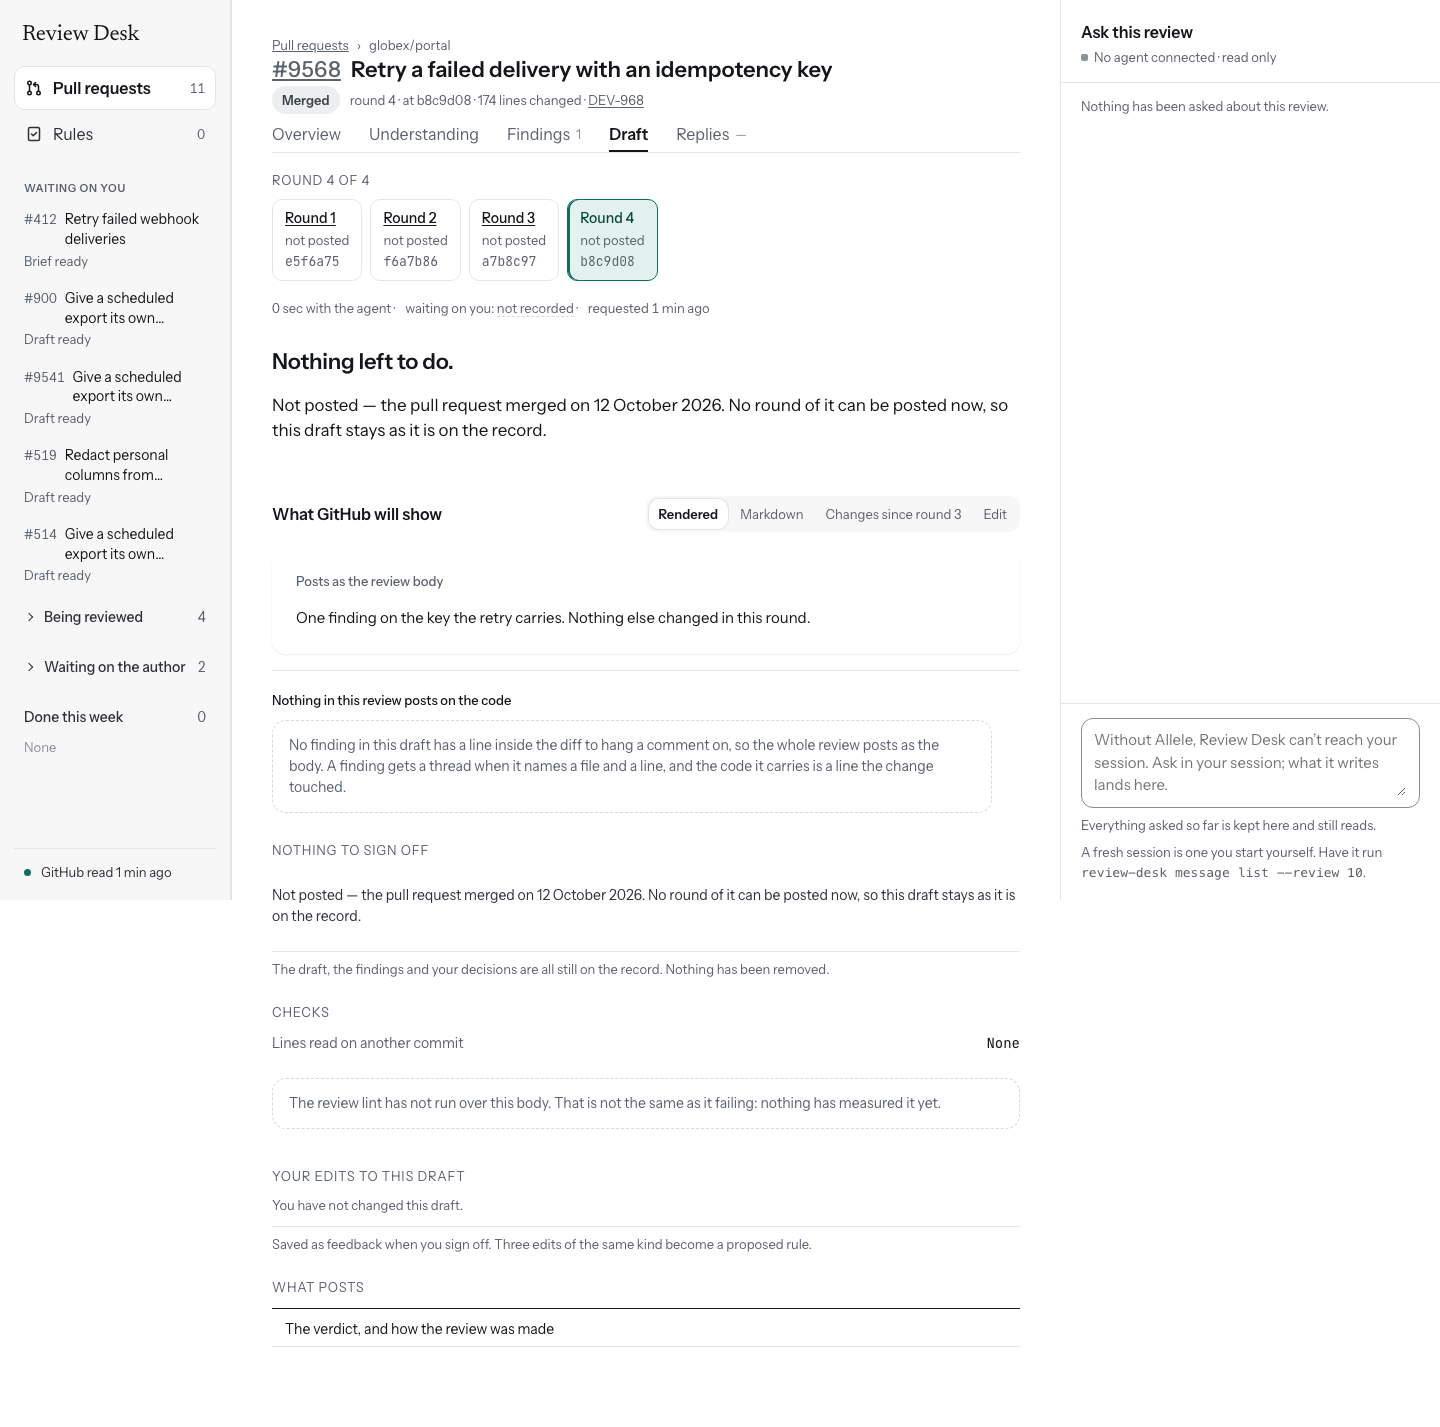 Review Desk
Pull requests 11
Rules 0
WAITING ON YOU
#412 Retry failed webhook
deliveries
Brief ready
#900 Give a scheduled
export its own...
Draft ready
#9541 Give a scheduled
export its own...
Draft ready
#519 Redact personal
columns from...
Draft ready
#514 Give a scheduled
export its own...
Draft ready
Being reviewed 4
Waiting on the author 2
Done this week 0
None
GitHub read 1 min ago
Pull requests › globex/portal
#9568 Retry a failed delivery with an idempotency key
Merged round 4 · at b8c9d08 · 174 lines changed · DEV-968
Overview Understanding Findings 1 Draft Replies —
ROUND 4 OF 4
Round 1 Round 2 Round 3 Round 4
not posted not posted not posted not posted
e5f6a75 f6a7b86 a7b8c97 b8c9d08
0 sec with the agent · waiting on you: not recorded · requested 1 min ago
Nothing left to do.
Not posted — the pull request merged on 12 October 2026. No round of it can be posted now, so
this draft stays as it is on the record.
What GitHub will show Rendered Markdown Changes since round 3 Edit
Posts as the review body
One finding on the key the retry carries. Nothing else changed in this round.
Nothing in this review posts on the code
No finding in this draft has a line inside the diff to hang a comment on, so the whole review posts as the
body. A finding gets a thread when it names a file and a line, and the code it carries is a line the change
touched.
NOTHING TO SIGN OFF
Not posted — the pull request merged on 12 October 2026. No round of it can be posted now, so this draft stays as it is
on the record.
The draft, the findings and your decisions are all still on the record. Nothing has been removed.
CHECKS
Lines read on another commit None
The review lint has not run over this body. That is not the same as it failing: nothing has measured it yet.
YOUR EDITS TO THIS DRAFT
You have not changed this draft.
Saved as feedback when you sign off. Three edits of the same kind become a proposed rule.
WHAT POSTS
The verdict, and how the review was made
Ask this review
No agent connected · read only
Nothing has been asked about this review.
Without Allele, Review Desk can’t reach your
session. Ask in your session; what it writes
lands here.
Everything asked so far is kept here and still reads.
A fresh session is one you start yourself. Have it run
review-desk message list --review 10.